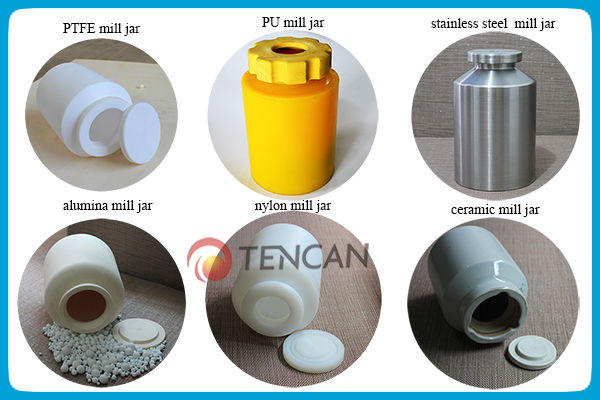 PTFE mill jar
PU mill jar
stainless steel  mill jar
alumina mill jar
nylon mill jar
ceramic mill jar
TENCAN